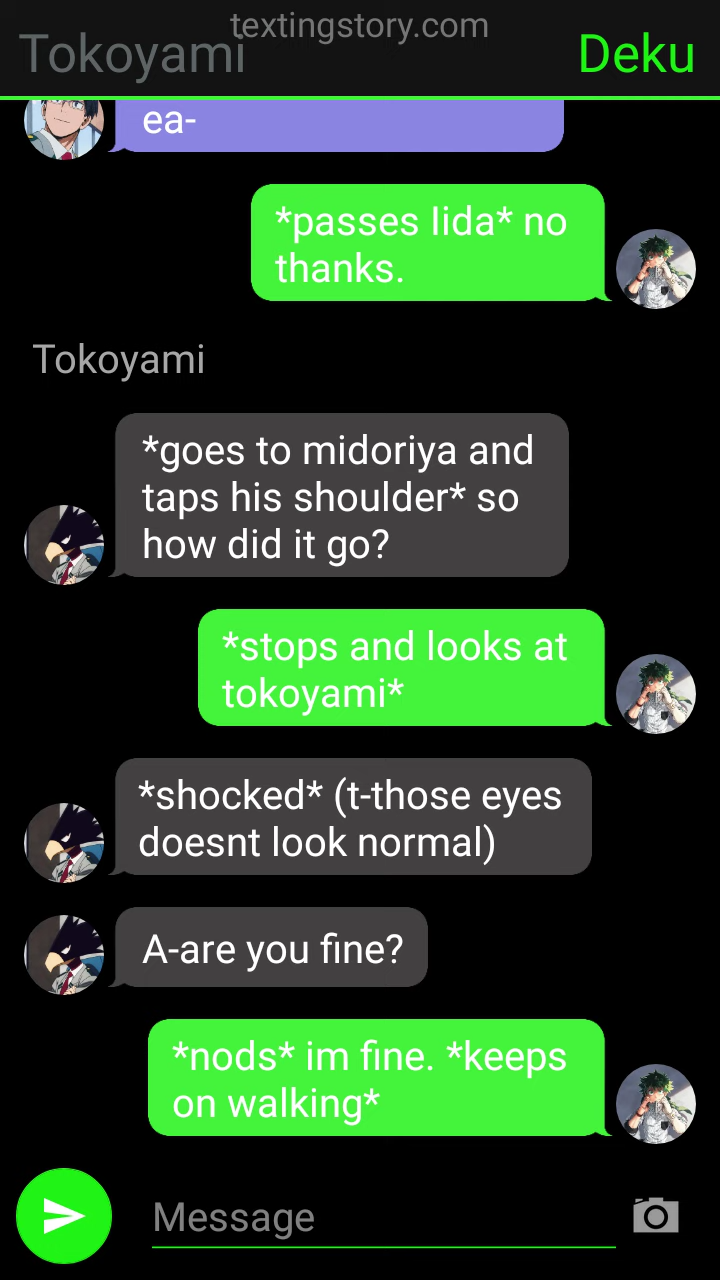 textingstory.com
Tokoyami
Deku
ea-
*passes Iida* no
thanks.
Tokoyami
*goes to midoriya and
taps his shoulder* so
how did it go?
*stops and looks at
tokoyami*
*shocked* (t-those eyes
doesnt look normal)
A-are you fine?
*nods* im fine. *keeps
on walking*
Message